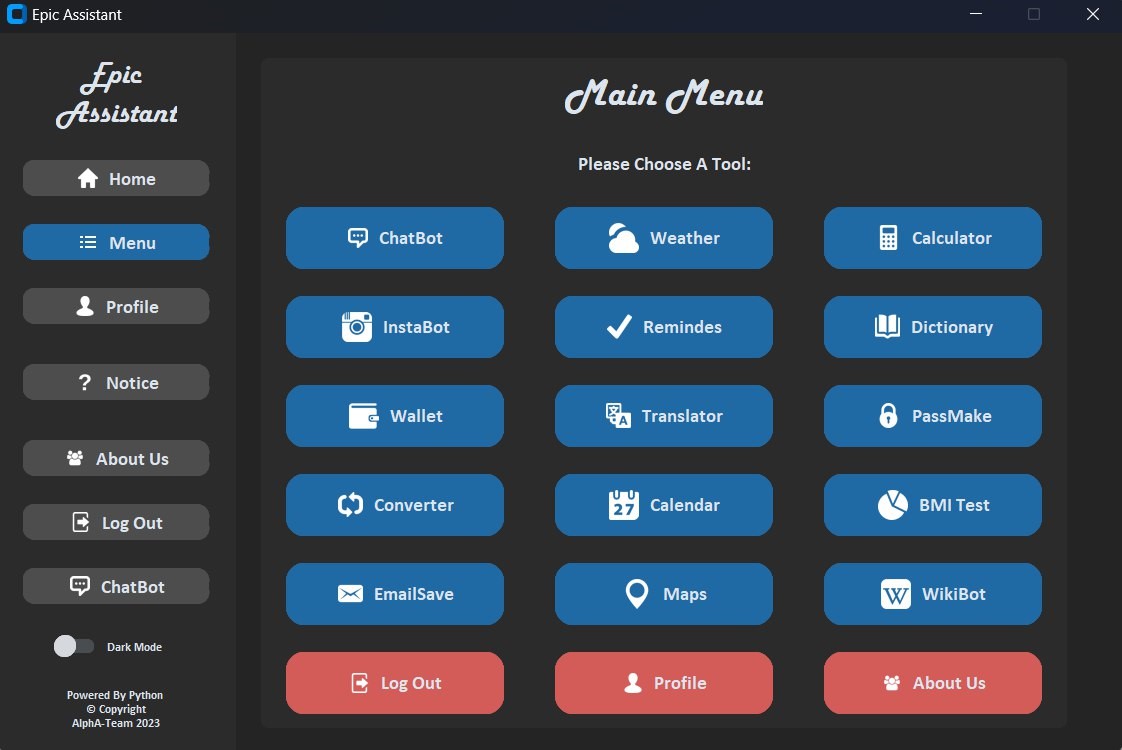 Epic Assistant
Epic
Assistant
Home
Menu
Profile
Notice
About Us
Log Out
ChatBot
Dark Mode
Powered By Python
© Copyright
AlphA-Team 2023
Main Menu
Please Choose A Tool:
ChatBot
Weather
Calculator
InstaBot
Remindes
Dictionary
Wallet
Translator
PassMake
Converter
27
Calendar
BMI Test
EmailSave
Maps
W
WikiBot
Log Out
Profile
About Us